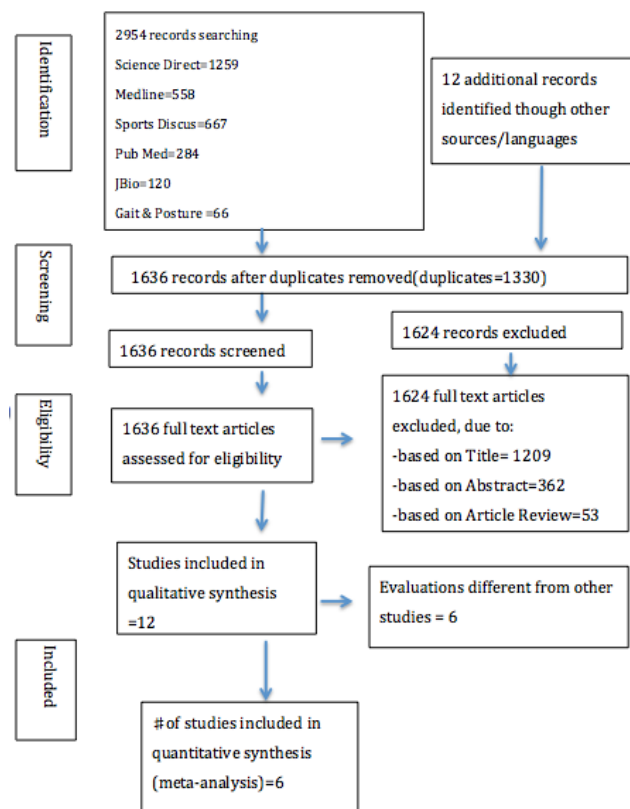 Identification
2954 records searching
Science Direct=1259
Medline=558
Sports Discus=667
Pub Med=284
JBio=120
Gait & Posture =66
12 additional records
identified though other
sources/languages
Screening
1636 records after duplicates removed(duplicates=1330)
1636 records screened
1624 records excluded
Eligibility
1636 full text articles
assessed for eligibility
1624 full text articles
excluded, due to:
-based on Title= 1209
-based on Abstract=362
-based on Article Review=53
Studies included in
qualitative synthesis
=12
Evaluations different from other
studies = 6
Included
# of studies included in
quantitative synthesis
(meta-analysis)=6